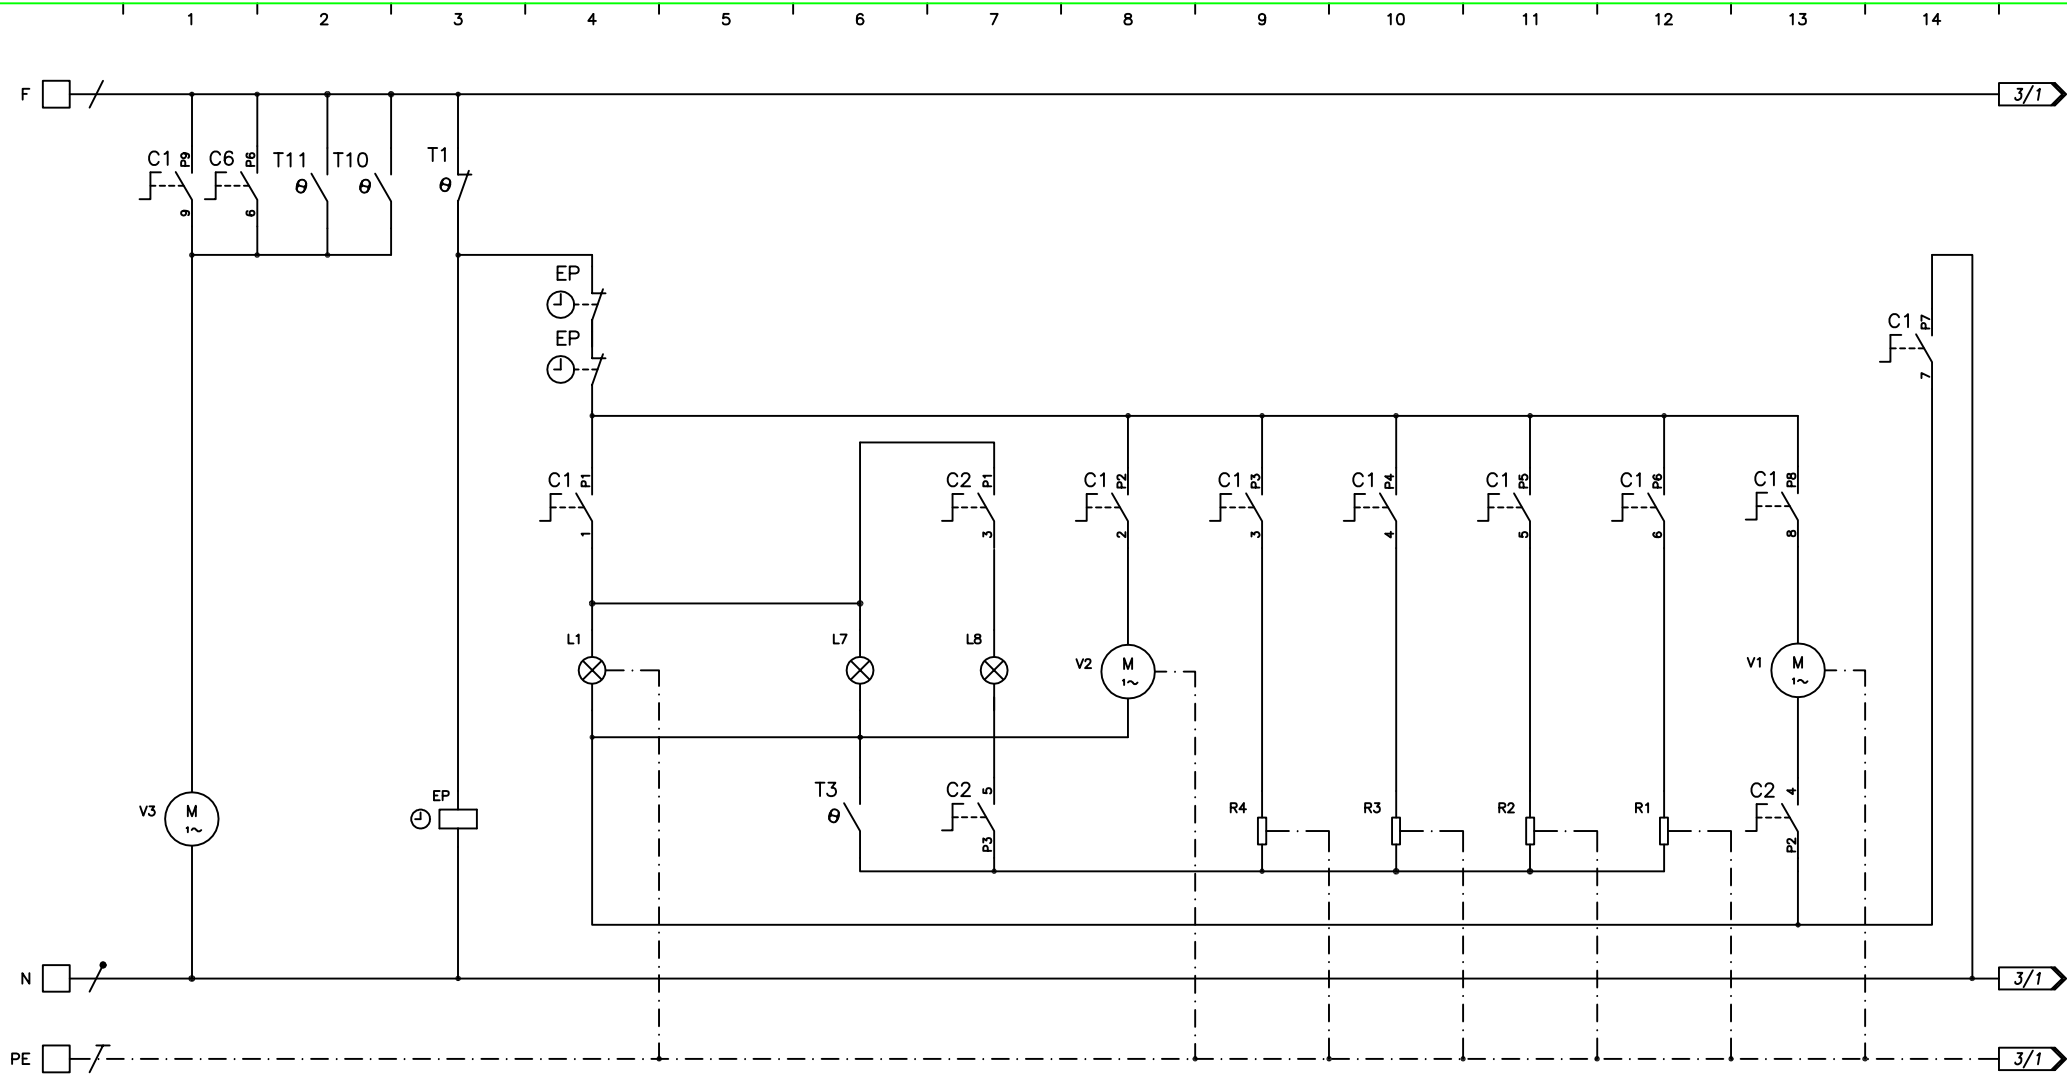 1 2 3 4 5 6 7 8 9 10 11 12 13 14
F 3/1
C1 P9 C6 P6 T11 T10 T1
θ θ θ
9 6
EP
EP
C1 P7
7
C1 P1 C2 P1 C1 P2 C1 P3 C1 P4 C1 P5 C1 P6 C1 P8
1 3 2 3 4 5 6 8
L1 L7 L8 V2 M V1 M
1~ 1~
T3 C2 5 C2 4
V3 M EP R4 R3 R2 R1
1~ θ
P3 P2
N 3/1
PE 3/1